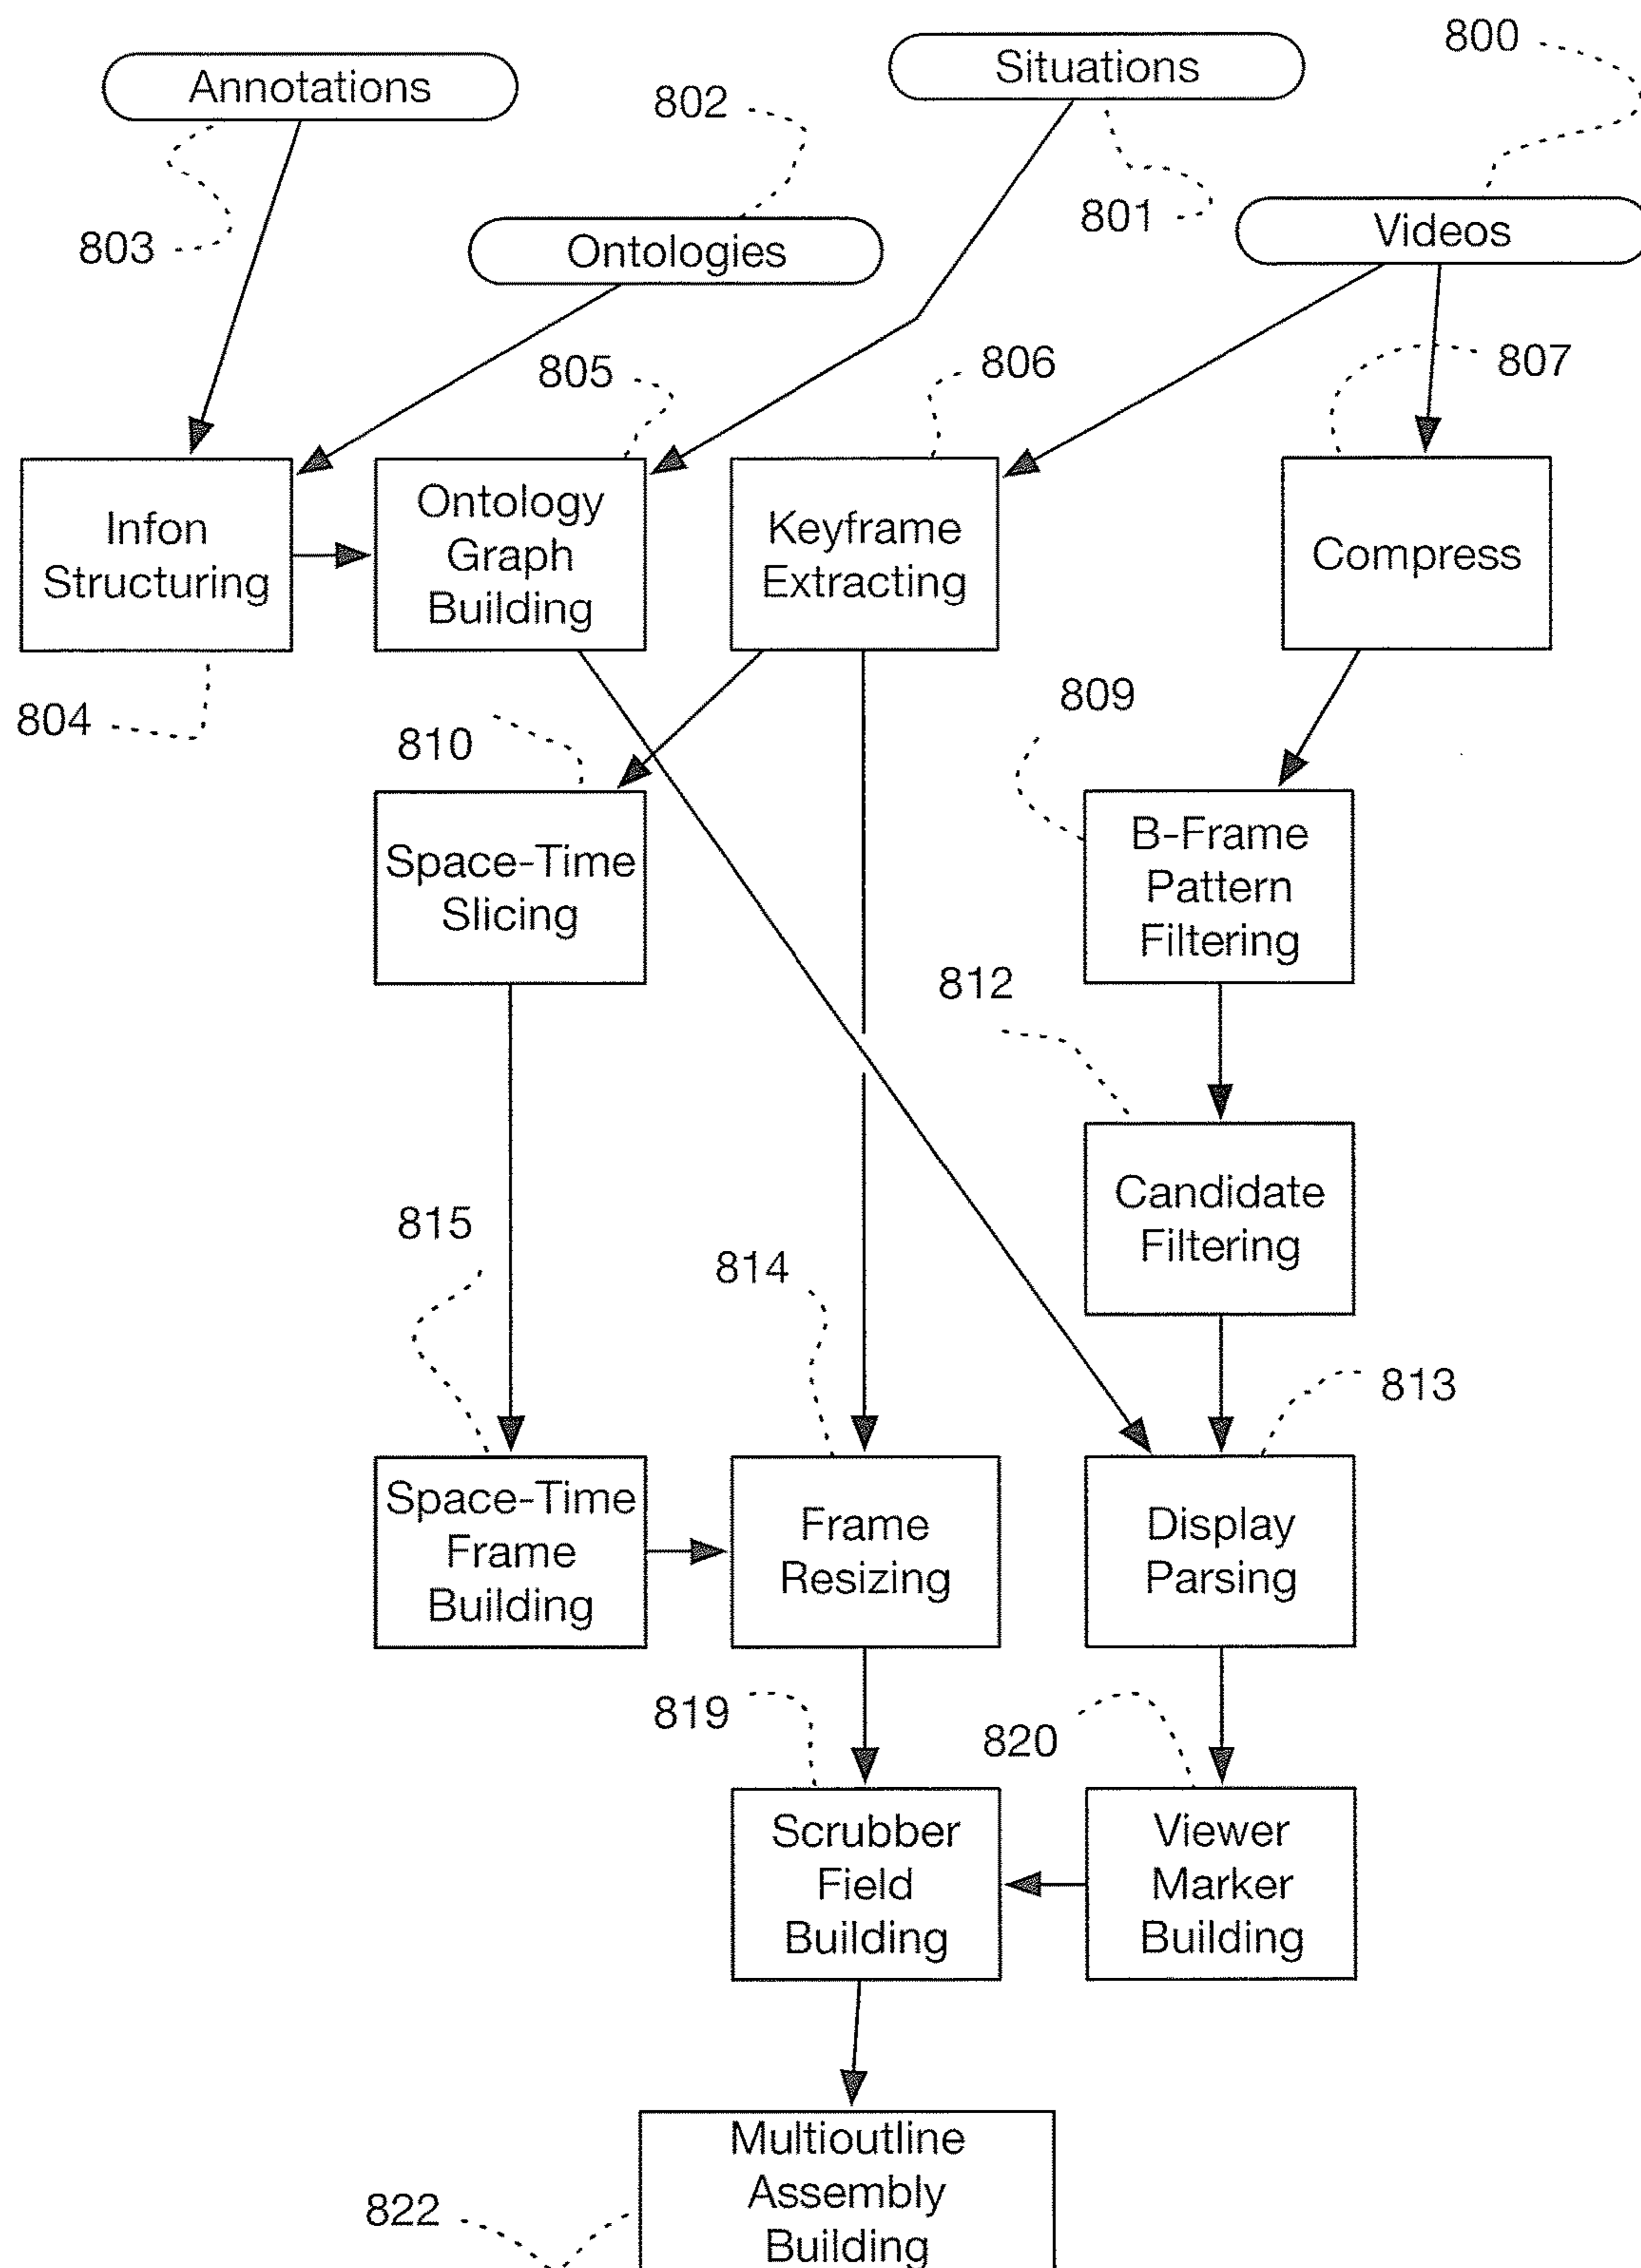 800
Situations
Annotations
802
801
Videos
803
Ontologies
807
806
805
Infon
Structuring
Ontology
Graph
Building
Keyframe
Extracting
Compress
809
804
810
Space-Time
Slicing
B-Frame
Pattern
Filtering
812
Candidate
Filtering
815
814
813
Space-Time
Frame
Building
Frame
Resizing
Display
Parsing
819
820
Scrubber
Field
Building
Viewer
Marker
Building
Multioutline
Assembly
Building
822